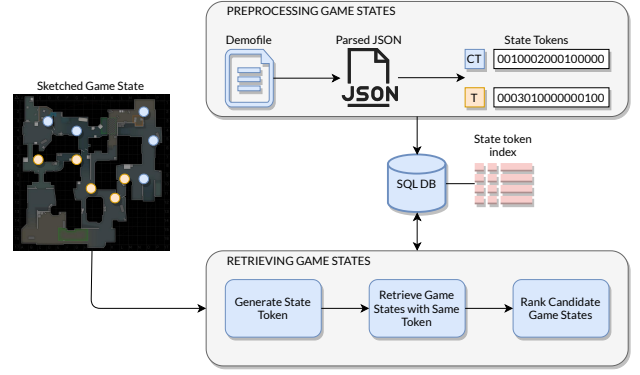 PREPROCESSING GAME STATES
Demofile
Parsed JSON
State Tokens
JSON
CT
0010002000100000
T
0003010000000100
Sketched Game State
State token
index
SQL DB
RETRIEVING GAME STATES
Generate State
Token
Retrieve Game
States with Same
Token
Rank Candidate
Game States